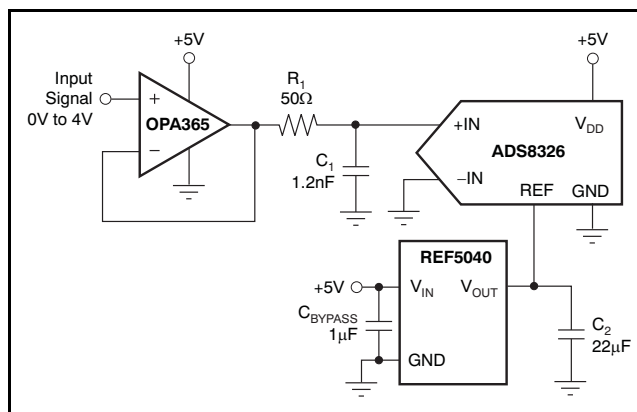 +5V
Input
Signal
0V to 4V
+
−
OPA365
R1
50Ω
C1
1.2nF
+5V
+IN
VDD
ADS8326
−IN
REF
GND
REF5040
+5V
VIN
VOUT
CBYPASS
1μF
GND
C2
22μF